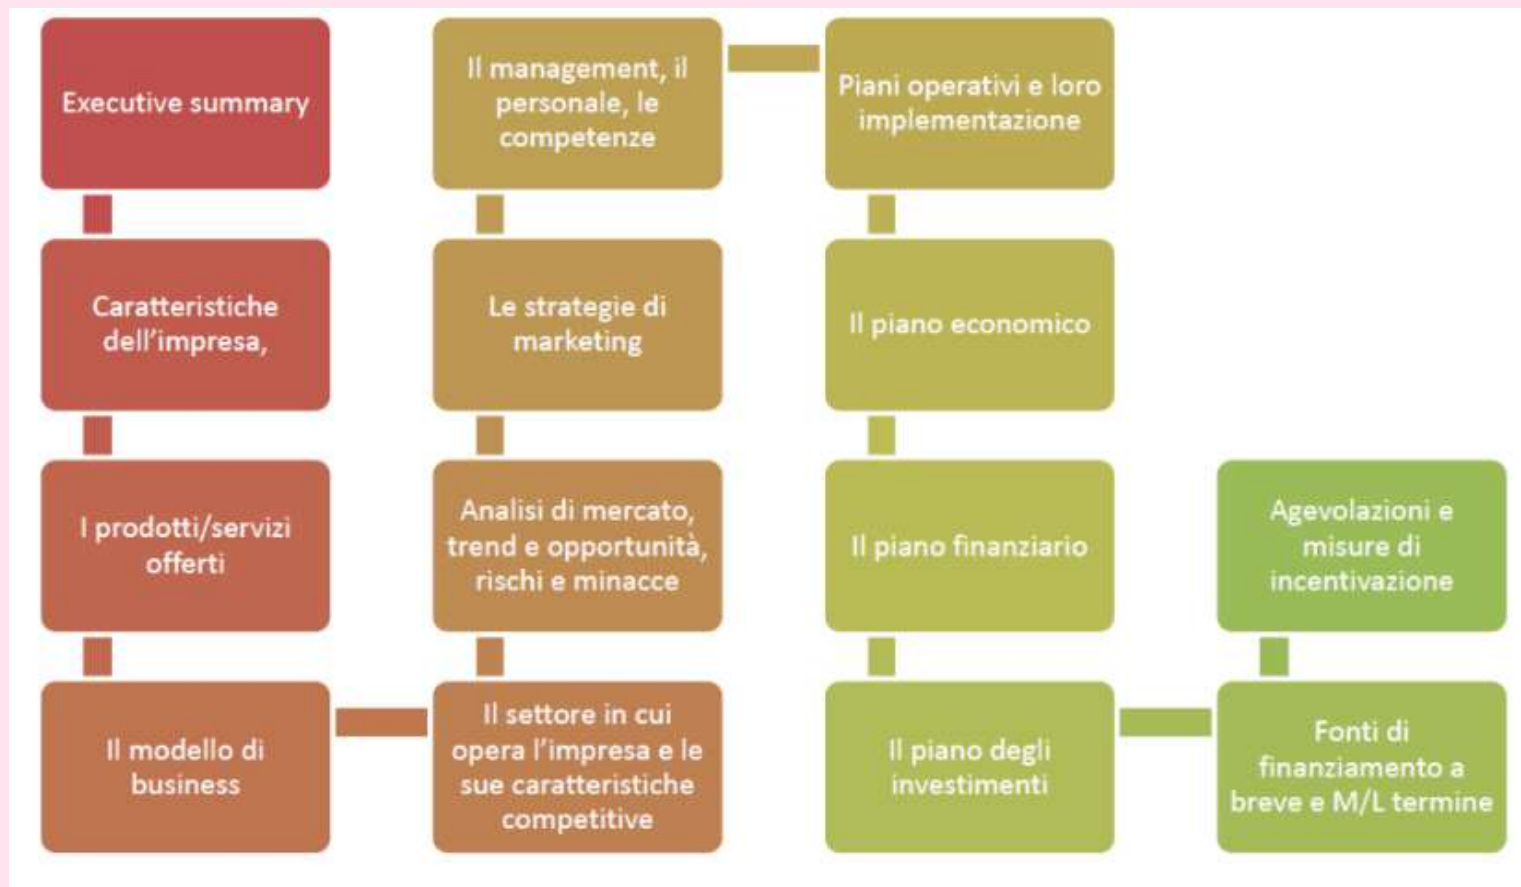 Executive summary
Caratteristiche
dell’impresa,
I prodotti/servizi
offerti
Il modello di
business
Il settore in cui
opera l’impresa e le
sue caratteristiche
competitive
Analisi di mercato,
trend e opportunità,
rischi e minacce
Le strategie di
marketing
Il management, il
personale, le
competenze
Piani operativi e loro
implementazione
Il piano economico
Il piano finanziario
Il piano degli
investimenti
Fonti di
finanziamento a
breve e M/L termine
Agevolazioni e
misure di
incentivazione